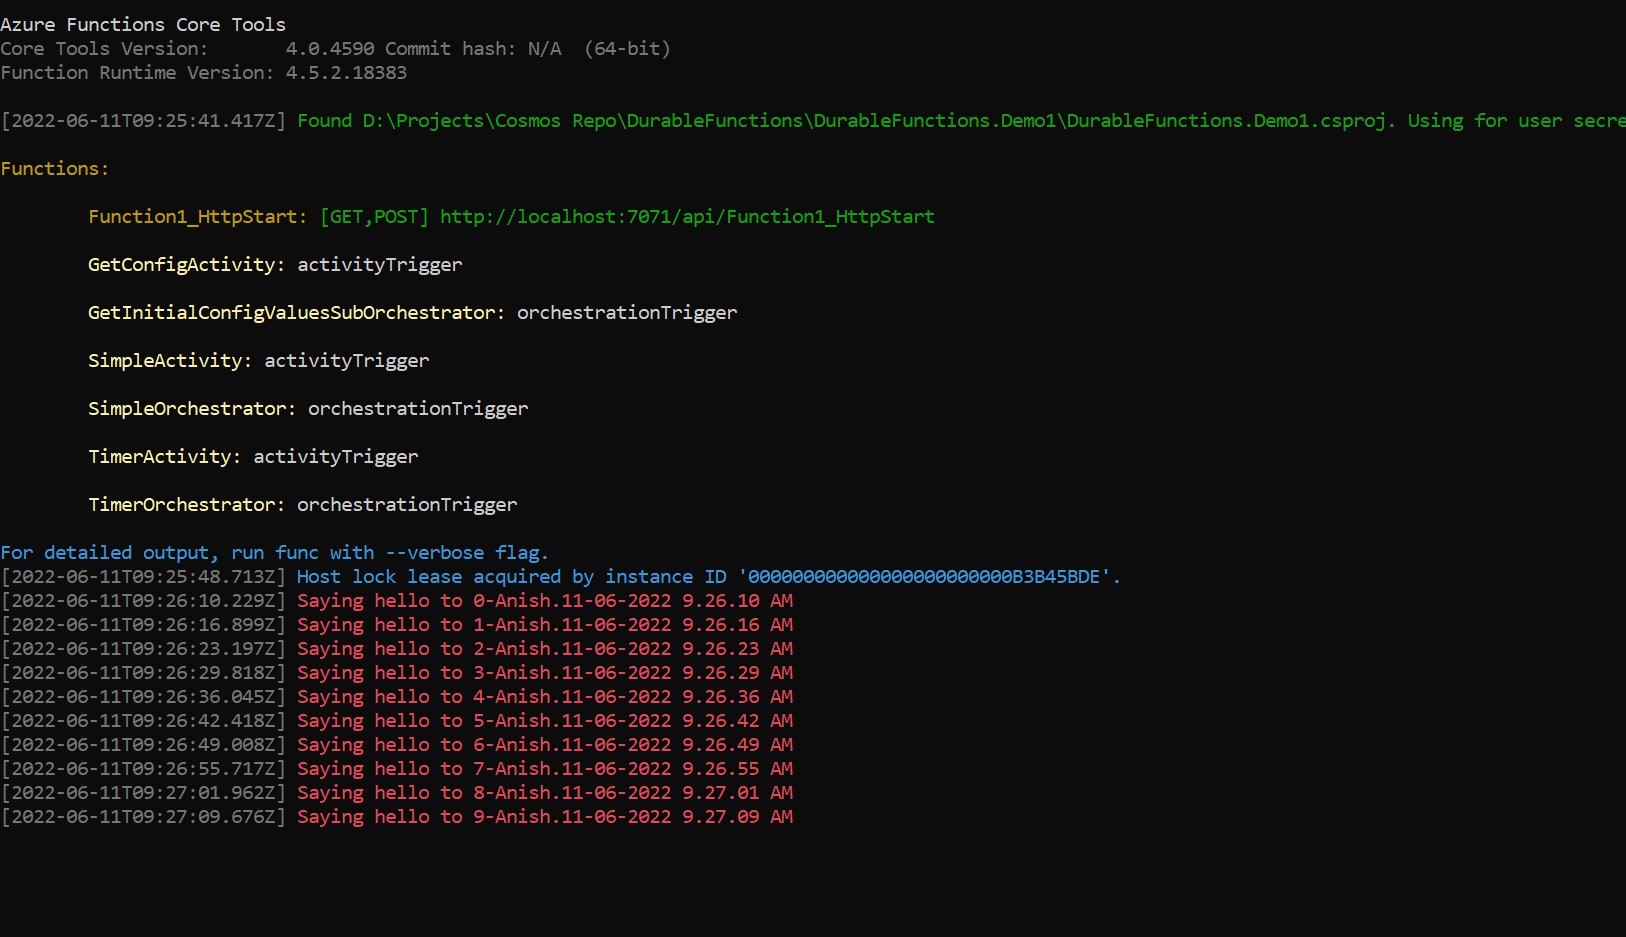 Azure Functions Core Tools
Core Tools Version:       4.0.4590 Commit hash: N/A  (64-bit)
Function Runtime Version: 4.5.2.18383
[2022-06-11T09:25:41.417Z] Found D:\Projects\Cosmos Repo\DurableFunctions\DurableFunctions.Demo1\DurableFunctions.Demo1.csproj. Using for user secre
Functions:
Function1_HttpStart: [GET,POST] http://localhost:7071/api/Function1_HttpStart
GetConfigActivity: activityTrigger
GetInitialConfigValuesSubOrchestrator: orchestrationTrigger
SimpleActivity: activityTrigger
SimpleOrchestrator: orchestrationTrigger
TimerActivity: activityTrigger
TimerOrchestrator: orchestrationTrigger
For detailed output, run func with --verbose flag.
[2022-06-11T09:25:48.713Z] Host lock lease acquired by instance ID '000000000000000000000000B3B45BDE'.
[2022-06-11T09:26:10.229Z] Saying hello to 0-Anish.11-06-2022 9.26.10 AM
[2022-06-11T09:26:16.899Z] Saying hello to 1-Anish.11-06-2022 9.26.16 AM
[2022-06-11T09:26:23.197Z] Saying hello to 2-Anish.11-06-2022 9.26.23 AM
[2022-06-11T09:26:29.818Z] Saying hello to 3-Anish.11-06-2022 9.26.29 AM
[2022-06-11T09:26:36.045Z] Saying hello to 4-Anish.11-06-2022 9.26.36 AM
[2022-06-11T09:26:42.418Z] Saying hello to 5-Anish.11-06-2022 9.26.42 AM
[2022-06-11T09:26:49.008Z] Saying hello to 6-Anish.11-06-2022 9.26.49 AM
[2022-06-11T09:26:55.717Z] Saying hello to 7-Anish.11-06-2022 9.26.55 AM
[2022-06-11T09:27:01.962Z] Saying hello to 8-Anish.11-06-2022 9.27.01 AM
[2022-06-11T09:27:09.676Z] Saying hello to 9-Anish.11-06-2022 9.27.09 AM